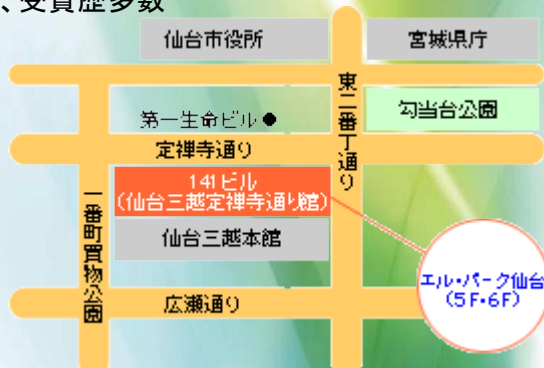 、受賞歴多数
仙台市役所
宮城県庁
東二番丁通り
勾当台公園
第一生命ビル●
定禅寺通り
141ビル
(仙台三越定禅寺通り館)
一番町買物公園
仙台三越本館
エル・パーク仙台
(5F・6F)
広瀬通り